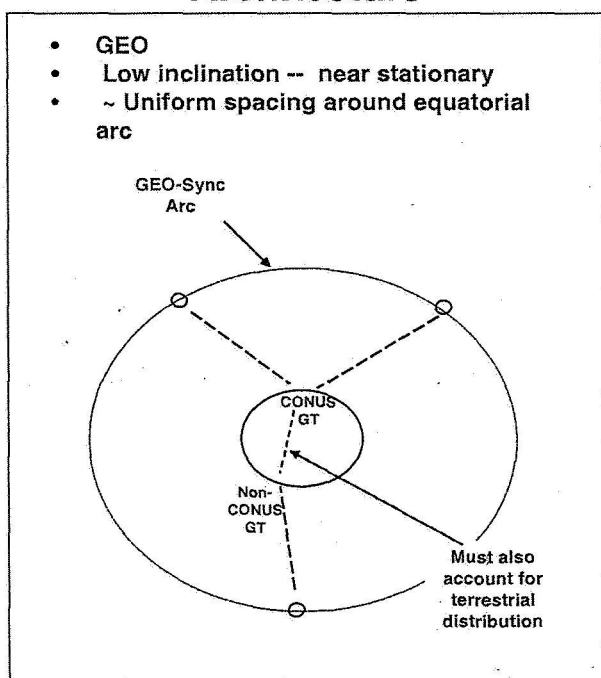 • GEO
• Low inclination -- near stationary
• ~ Uniform spacing around equatorial
arc
GEO-Sync
Arc
CONUS
GT
Non-
CONUS
GT
Must also
account for
terrestrial
distribution